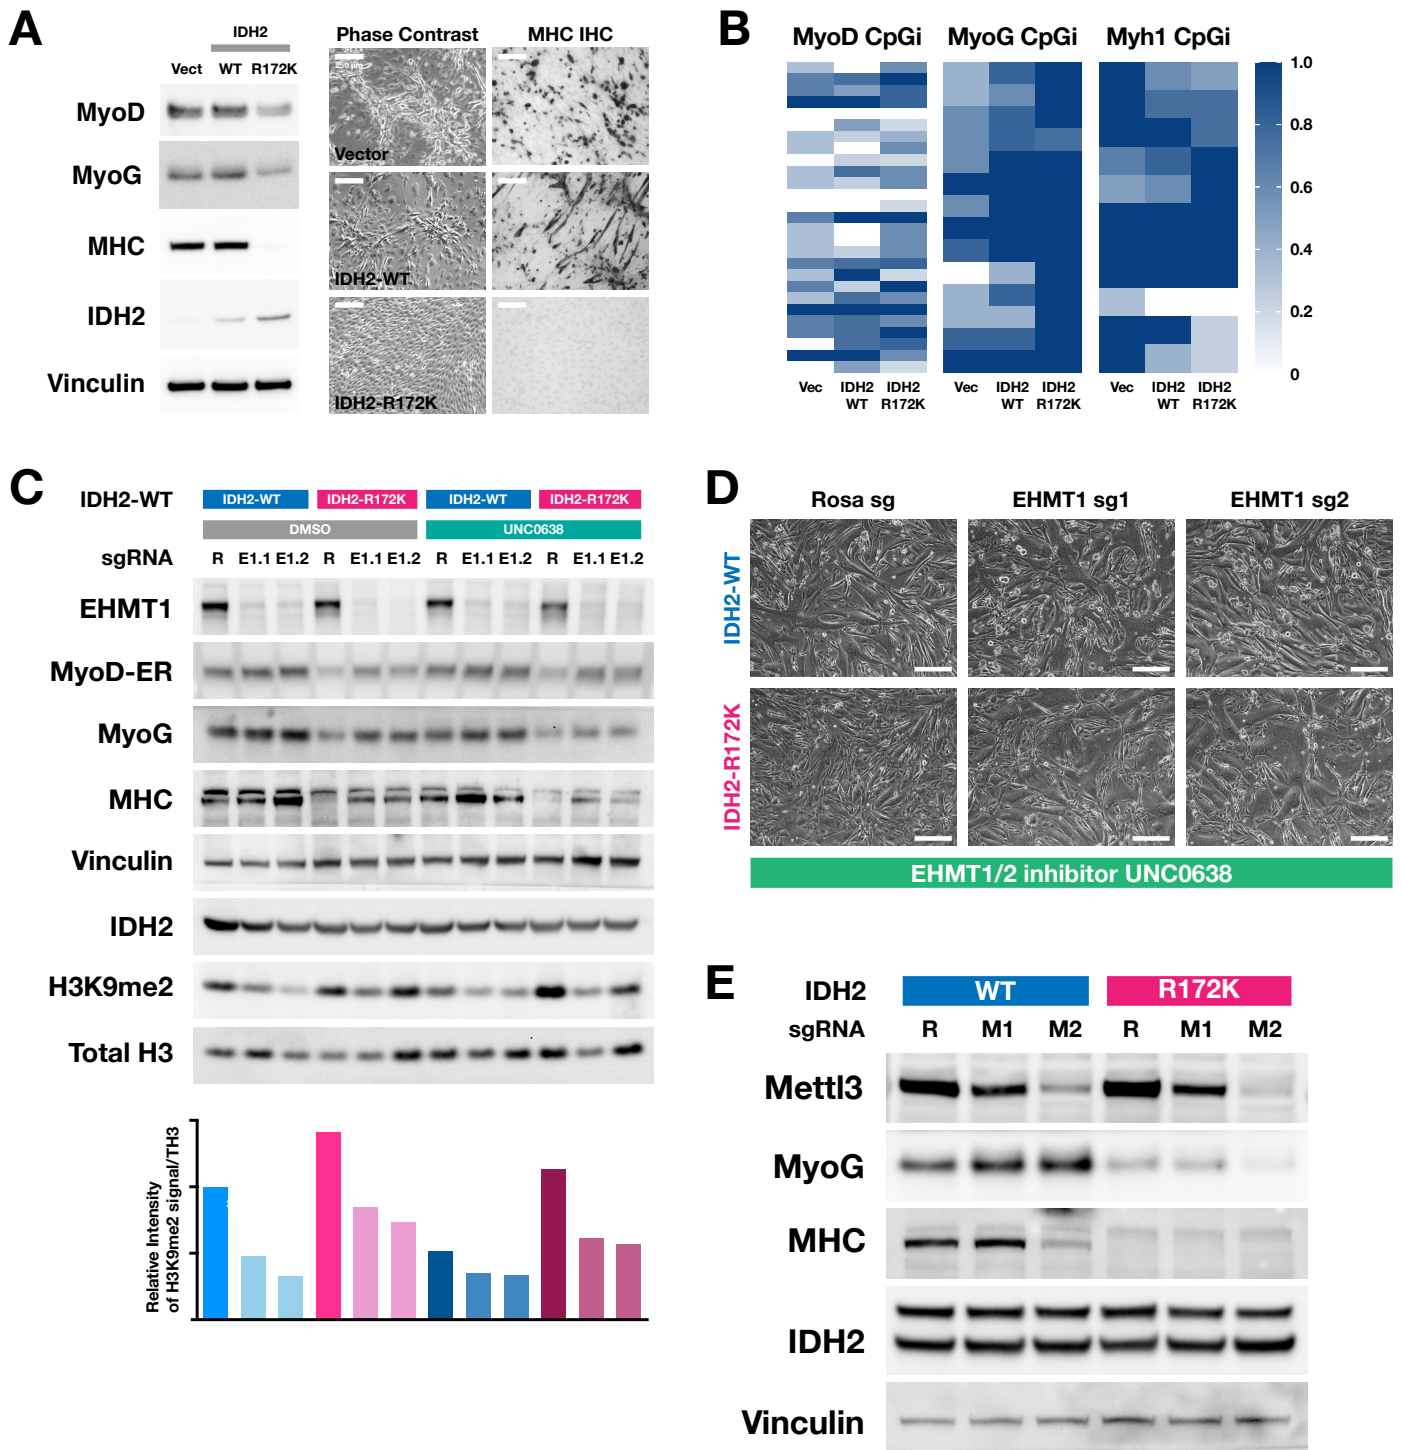 A
IDH2
Vect WT R172K
MyoD
MyoG
MHC
IDH2
Vinculin
Phase Contrast MHC IHC
250 µm
Vector
IDH2-WT
IDH2-R172K
B
MyoD CpGi MyoG CpGi Myh1 CpGi
1.0
0.8
0.6
0.4
0.2
0
Vec IDH2 WT IDH2 R172K
Vec IDH2 WT IDH2 R172K
Vec IDH2 WT IDH2 R172K
C
IDH2-WT IDH2-WT IDH2-R172K IDH2-WT IDH2-R172K
DMSO UNC0638
sgRNA R E1.1 E1.2 R E1.1 E1.2 R E1.1 E1.2 R E1.1 E1.2
EHMT1
MyoD-ER
MyoG
MHC
Vinculin
IDH2
H3K9me2
Total H3
Relative Intensity
of H3K9me2 signal/TH3
D
Rosa sg EHMT1 sg1 EHMT1 sg2
IDH2-WT
IDH2-R172K
EHMT1/2 inhibitor UNC0638
E
IDH2 WT R172K
sgRNA R M1 M2 R M1 M2
Mettl3
MyoG
MHC
IDH2
Vinculin